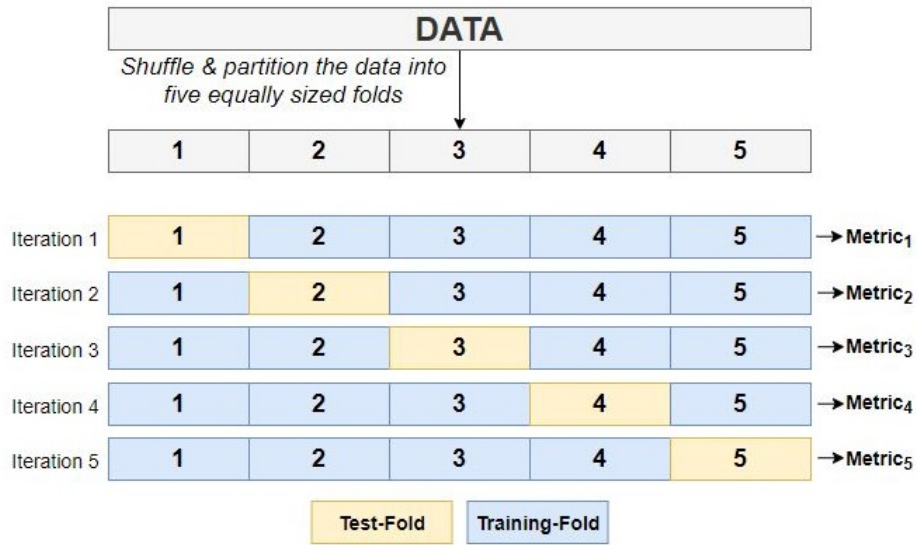 DATA
Shuffle & partition the data into
five equally sized folds
1 2 3 4 5
Iteration 1 1 2 3 4 5 Metric₁
Iteration 2 1 2 3 4 5 Metric₂
Iteration 3 1 2 3 4 5 Metric₃
Iteration 4 1 2 3 4 5 Metric₄
Iteration 5 1 2 3 4 5 Metric₅
Test-Fold Training-Fold